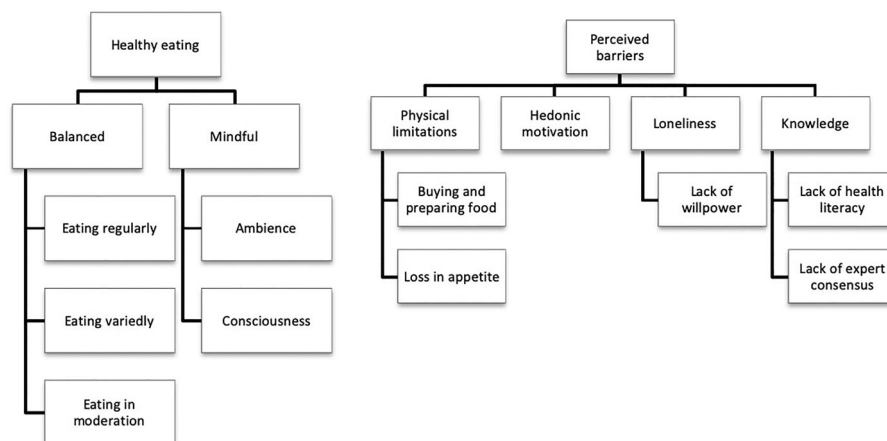 Healthy eating
Balanced
Mindful
Eating regularly
Ambience
Eating variedly
Consciousness
Eating in
moderation
Perceived
barriers
Physical
limitations
Hedonic
motivation
Loneliness
Knowledge
Buying and
preparing food
Lack of
willpower
Lack of health
literacy
Loss in appetite
Lack of expert
consensus